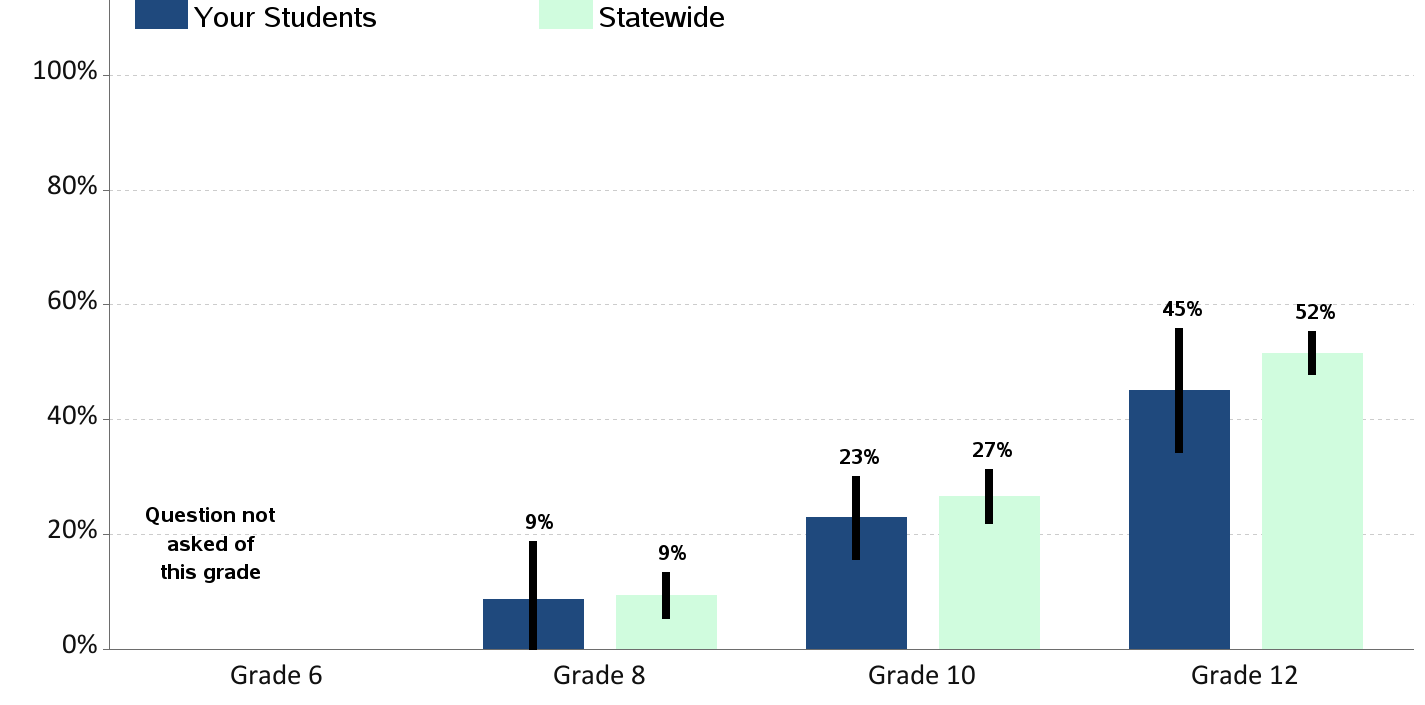 Your Students
Statewide
100%
80%
60%
40%
20%
0%
Question not
asked of
this grade
9%
9%
23%
27%
45%
52%
Grade 6
Grade 8
Grade 10
Grade 12